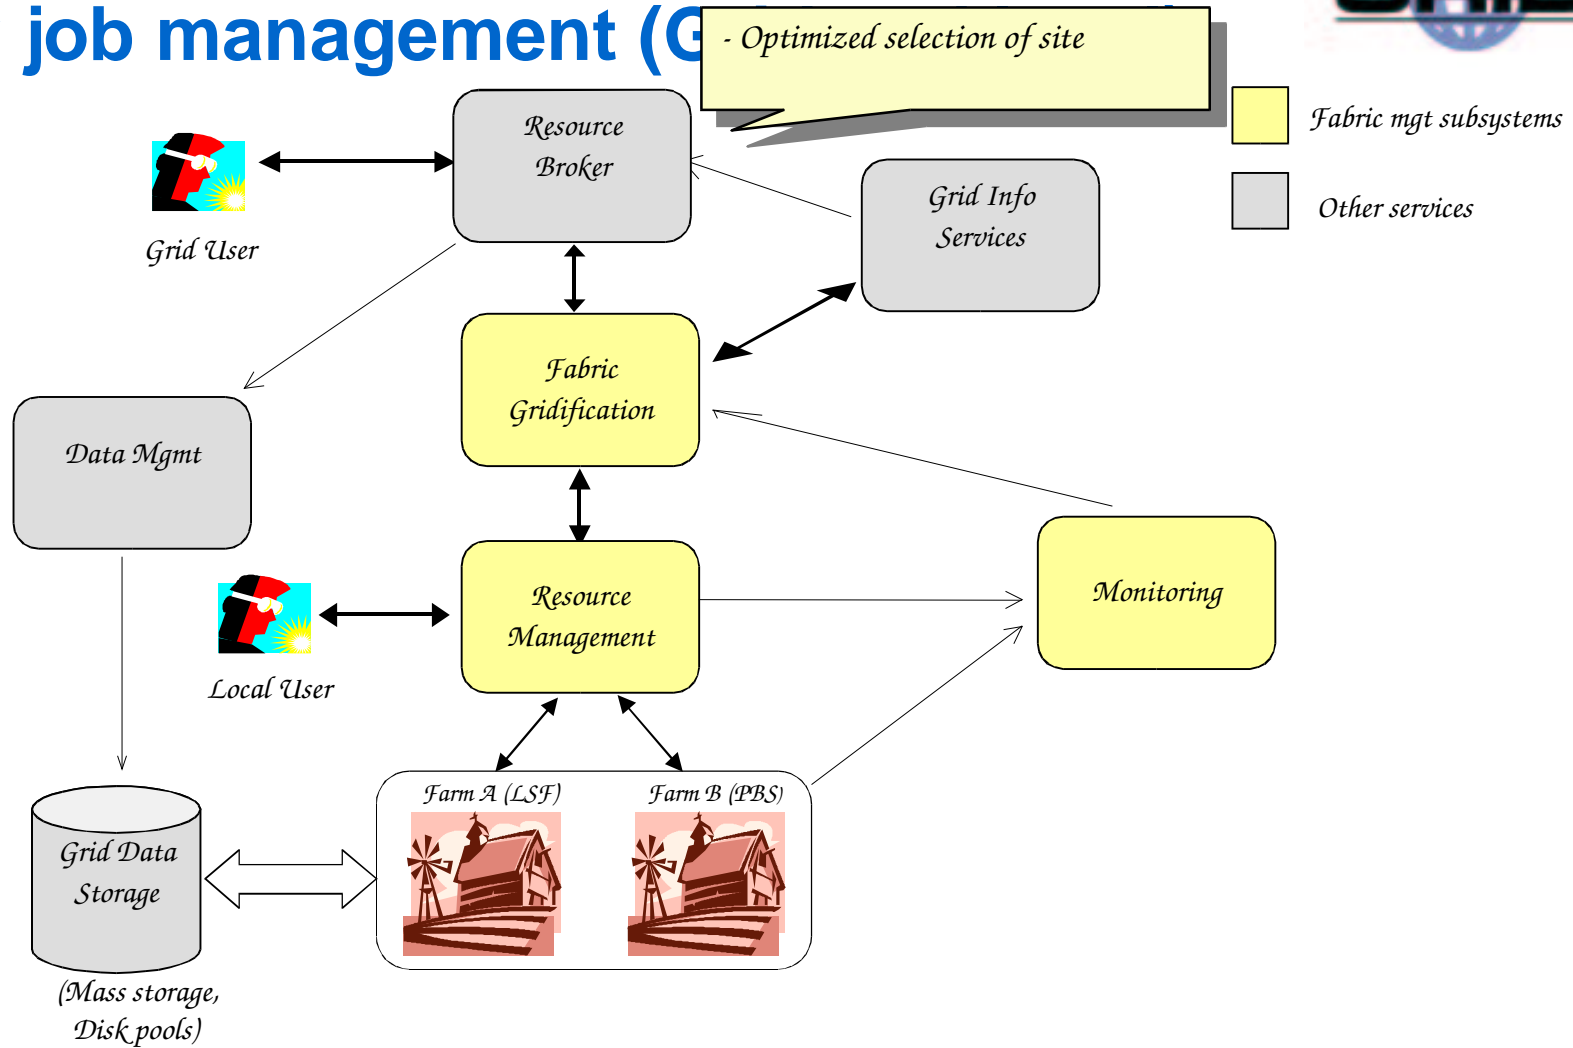 job management (G
- Optimized selection of site
Fabric mgt subsystems
Other services
Resource
Broker
Grid Info
Services
Grid User
Fabric
Gridification
Data Mgmt
Resource
Management
Monitoring
Local User
Farm A (LSF)
Farm B (PBS)
Grid Data
Storage
(Mass storage,
Disk pools)